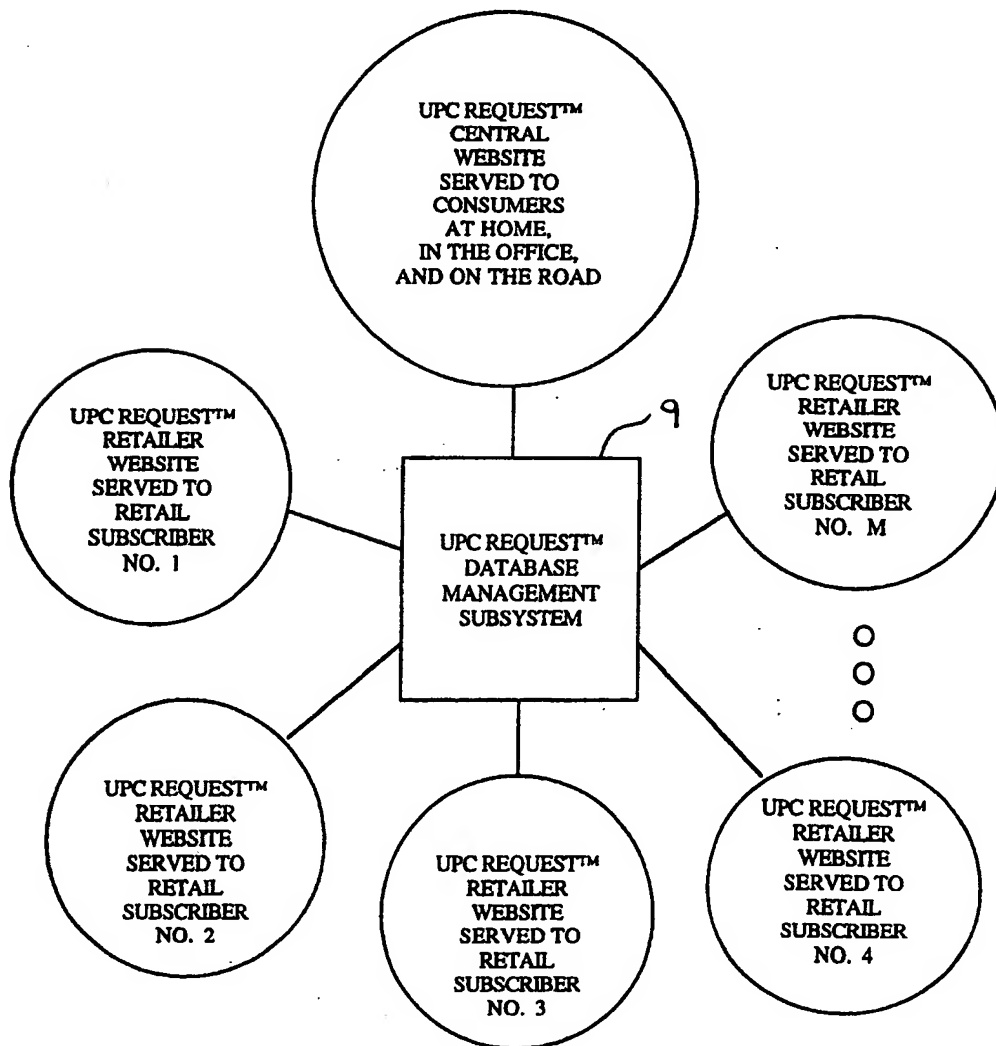 UPC REQUEST™
CENTRAL
WEBSITE
SERVED TO
CONSUMERS
AT HOME,
IN THE OFFICE,
AND ON THE ROAD
UPC REQUEST™
RETAILER
WEBSITE
SERVED TO
RETAIL
SUBSCRIBER
NO. 1
9
UPC REQUEST™
DATABASE
MANAGEMENT
SUBSYSTEM
UPC REQUEST™
RETAILER
WEBSITE
SERVED TO
RETAIL
SUBSCRIBER
NO. M
UPC REQUEST™
RETAILER
WEBSITE
SERVED TO
RETAIL
SUBSCRIBER
NO. 2
UPC REQUEST™
RETAILER
WEBSITE
SERVED TO
RETAIL
SUBSCRIBER
NO. 3
UPC REQUEST™
RETAILER
WEBSITE
SERVED TO
RETAIL
SUBSCRIBER
NO. 4